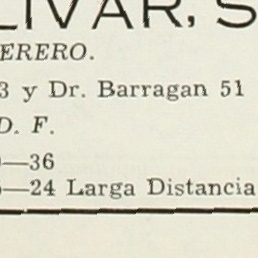 LIVAR, S
ERERO.
3 y Dr. Barragan 51
D. F.
—36
—24 Larga Distancia